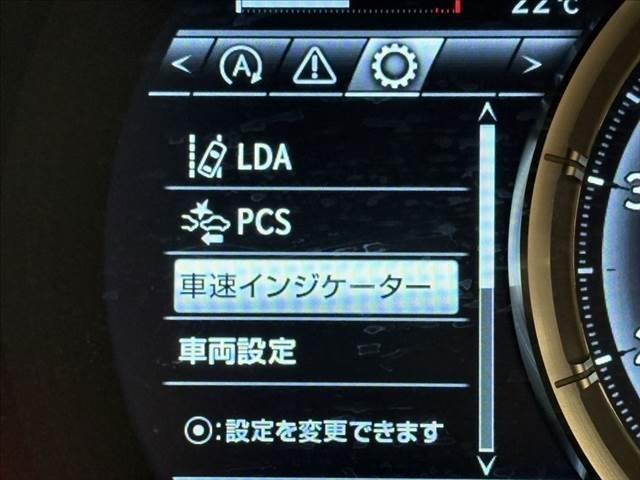 22℃
< A >
LDA
PCS
車速インジケーター
車両設定
⦿:設定を変更できます